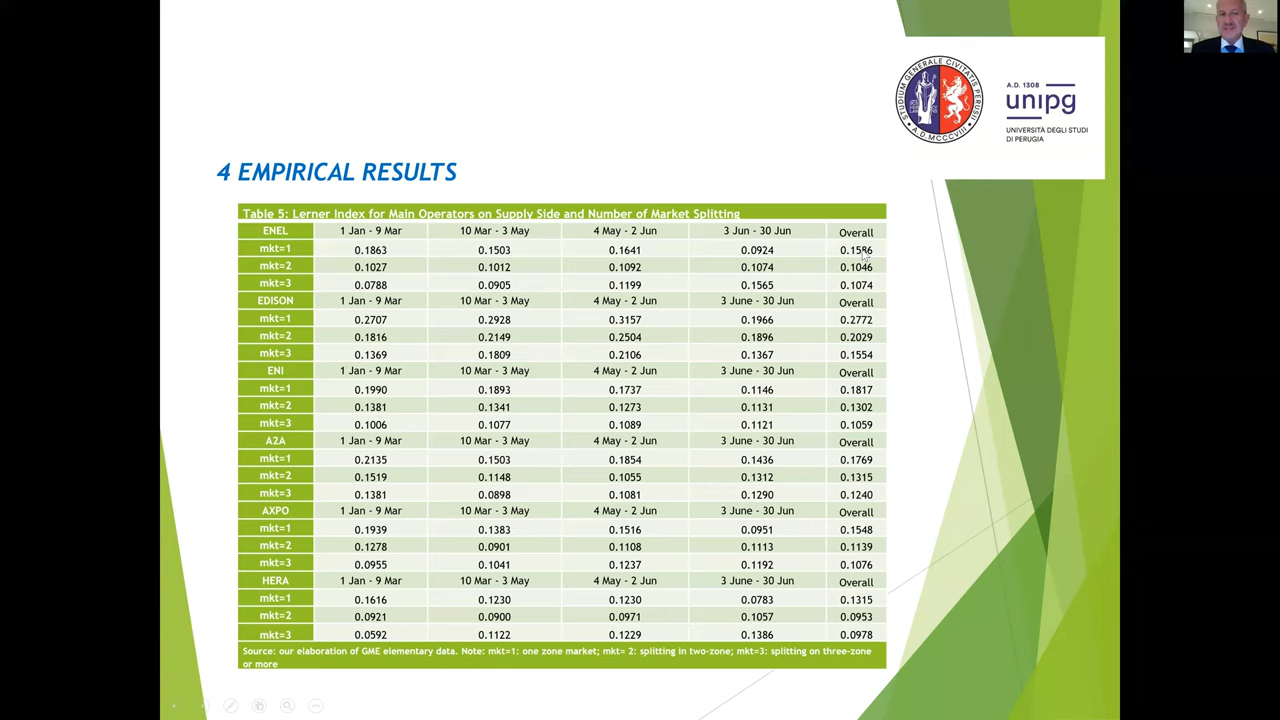 STUDIUM GENERALE CIVITATIS PERUSII
A.D. MCCCVIII
A.D. 1308
unipg
UNIVERSITÀ DEGLI STUDI
DI PERUGIA
4 EMPIRICAL RESULTS
Table 5: Lerner Index for Main Operators on Supply Side and Number of Market Splitting
ENEL 1 Jan - 9 Mar 10 Mar - 3 May 4 May - 2 Jun 3 Jun - 30 Jun Overall
mkt=1 0.1863 0.1503 0.1641 0.0924
mkt=2 0.1027 0.1012 0.1092 0.1074 0.1046
mkt=3 0.0788 0.0905 0.1199 0.1565 0.1074
EDISON 1 Jan - 9 Mar 10 Mar - 3 May 4 May - 2 Jun 3 June - 30 Jun Overall
mkt=1 0.2707 0.2928 0.3157 0.1966 0.2772
mkt=2 0.1816 0.2149 0.2504 0.1896 0.2029
mkt=3 0.1369 0.1809 0.2106 0.1367 0.1554
ENI 1 Jan - 9 Mar 10 Mar - 3 May 4 May - 2 Jun 3 June - 30 Jun Overall
mkt=1 0.1990 0.1893 0.1737 0.1146 0.1817
mkt=2 0.1381 0.1341 0.1273 0.1131 0.1302
mkt=3 0.1006 0.1077 0.1089 0.1121 0.1059
A2A 1 Jan - 9 Mar 10 Mar - 3 May 4 May - 2 Jun 3 June - 30 Jun Overall
mkt=1 0.2135 0.1503 0.1854 0.1436 0.1769
mkt=2 0.1519 0.1148 0.1055 0.1312 0.1315
mkt=3 0.1381 0.0898 0.1081 0.1290 0.1240
AXPO 1 Jan - 9 Mar 10 Mar - 3 May 4 May - 2 Jun 3 June - 30 Jun Overall
mkt=1 0.1939 0.1383 0.1516 0.0951 0.1548
mkt=2 0.1278 0.0901 0.1108 0.1113 0.1139
mkt=3 0.0955 0.1041 0.1237 0.1192 0.1076
HERA 1 Jan - 9 Mar 10 Mar - 3 May 4 May - 2 Jun 3 June - 30 Jun Overall
mkt=1 0.1616 0.1230 0.1230 0.0783 0.1315
mkt=2 0.0921 0.0900 0.0971 0.1057 0.0953
mkt=3 0.0592 0.1122 0.1229 0.1386 0.0978
Source: our elaboration of GME elementary data. Note: mkt=1: one zone market; mkt= 2: splitting in two-zone; mkt=3: splitting on three-zone
or more